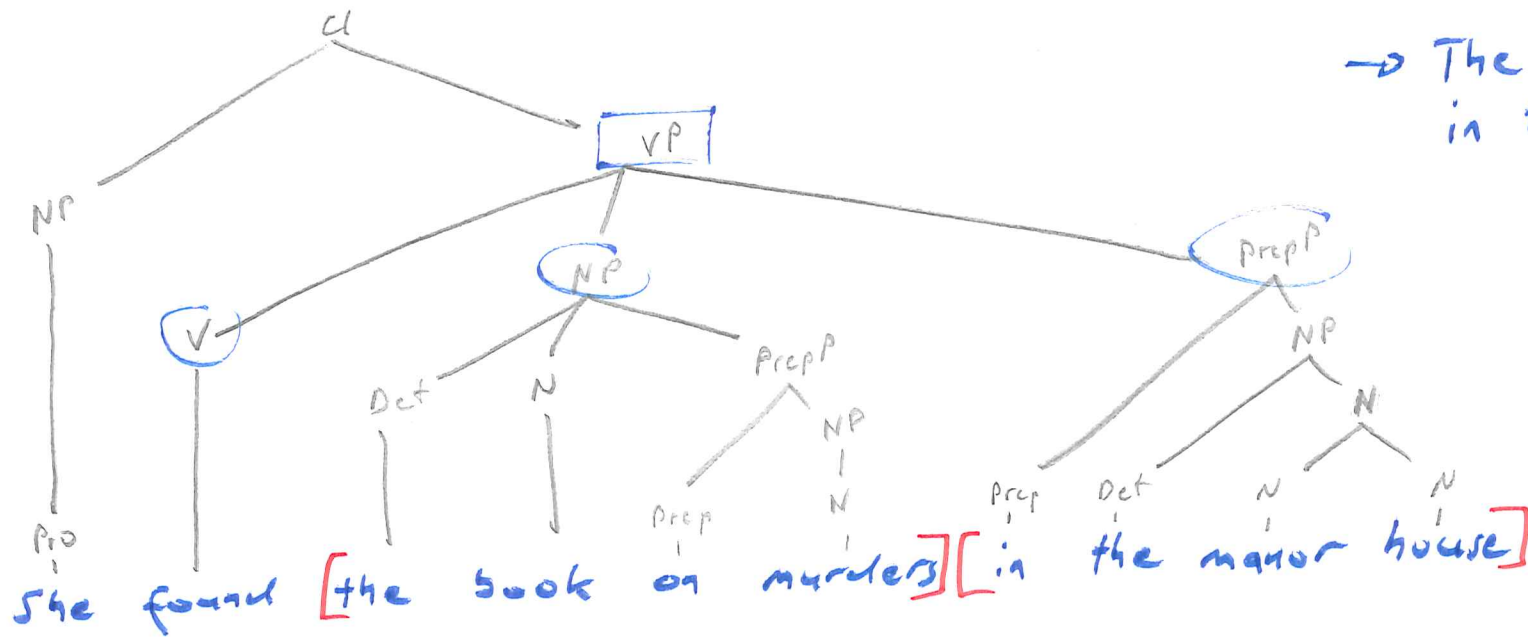 Cl
→ The
in
VP
NP
PrepP
NP
V
NP
PrepP
Det
N
N
NP
N
Prep
Det
N
N
Prep
Pro
She found [the book on murders] [in the manor house]